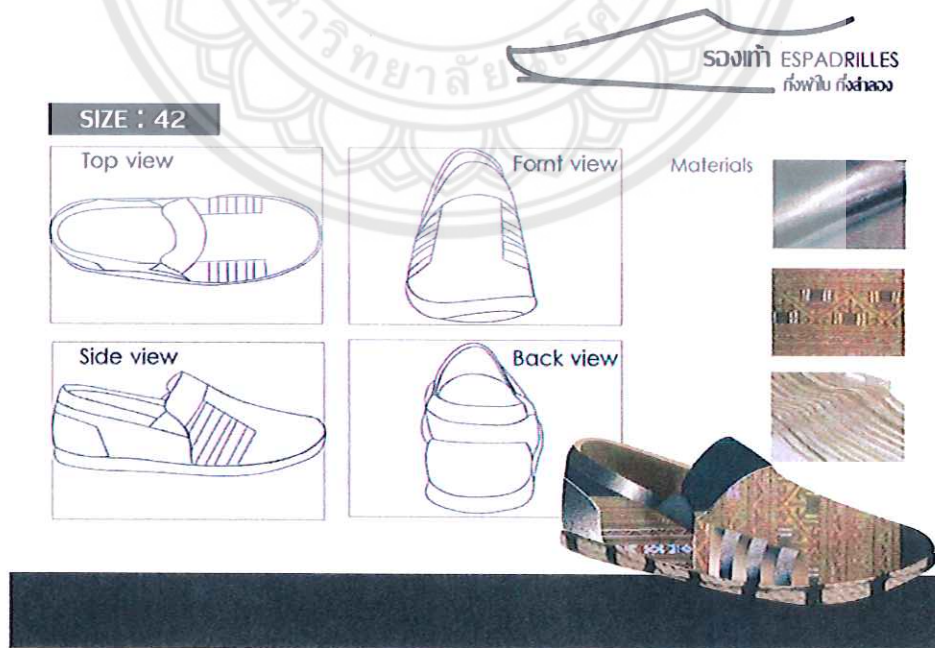 รองเท้า ESPADRILLES
กึ่งผ้าใบ กึ่งลำลอง
SIZE : 42
Top view
Fornt view
Materials
Side view
Back view